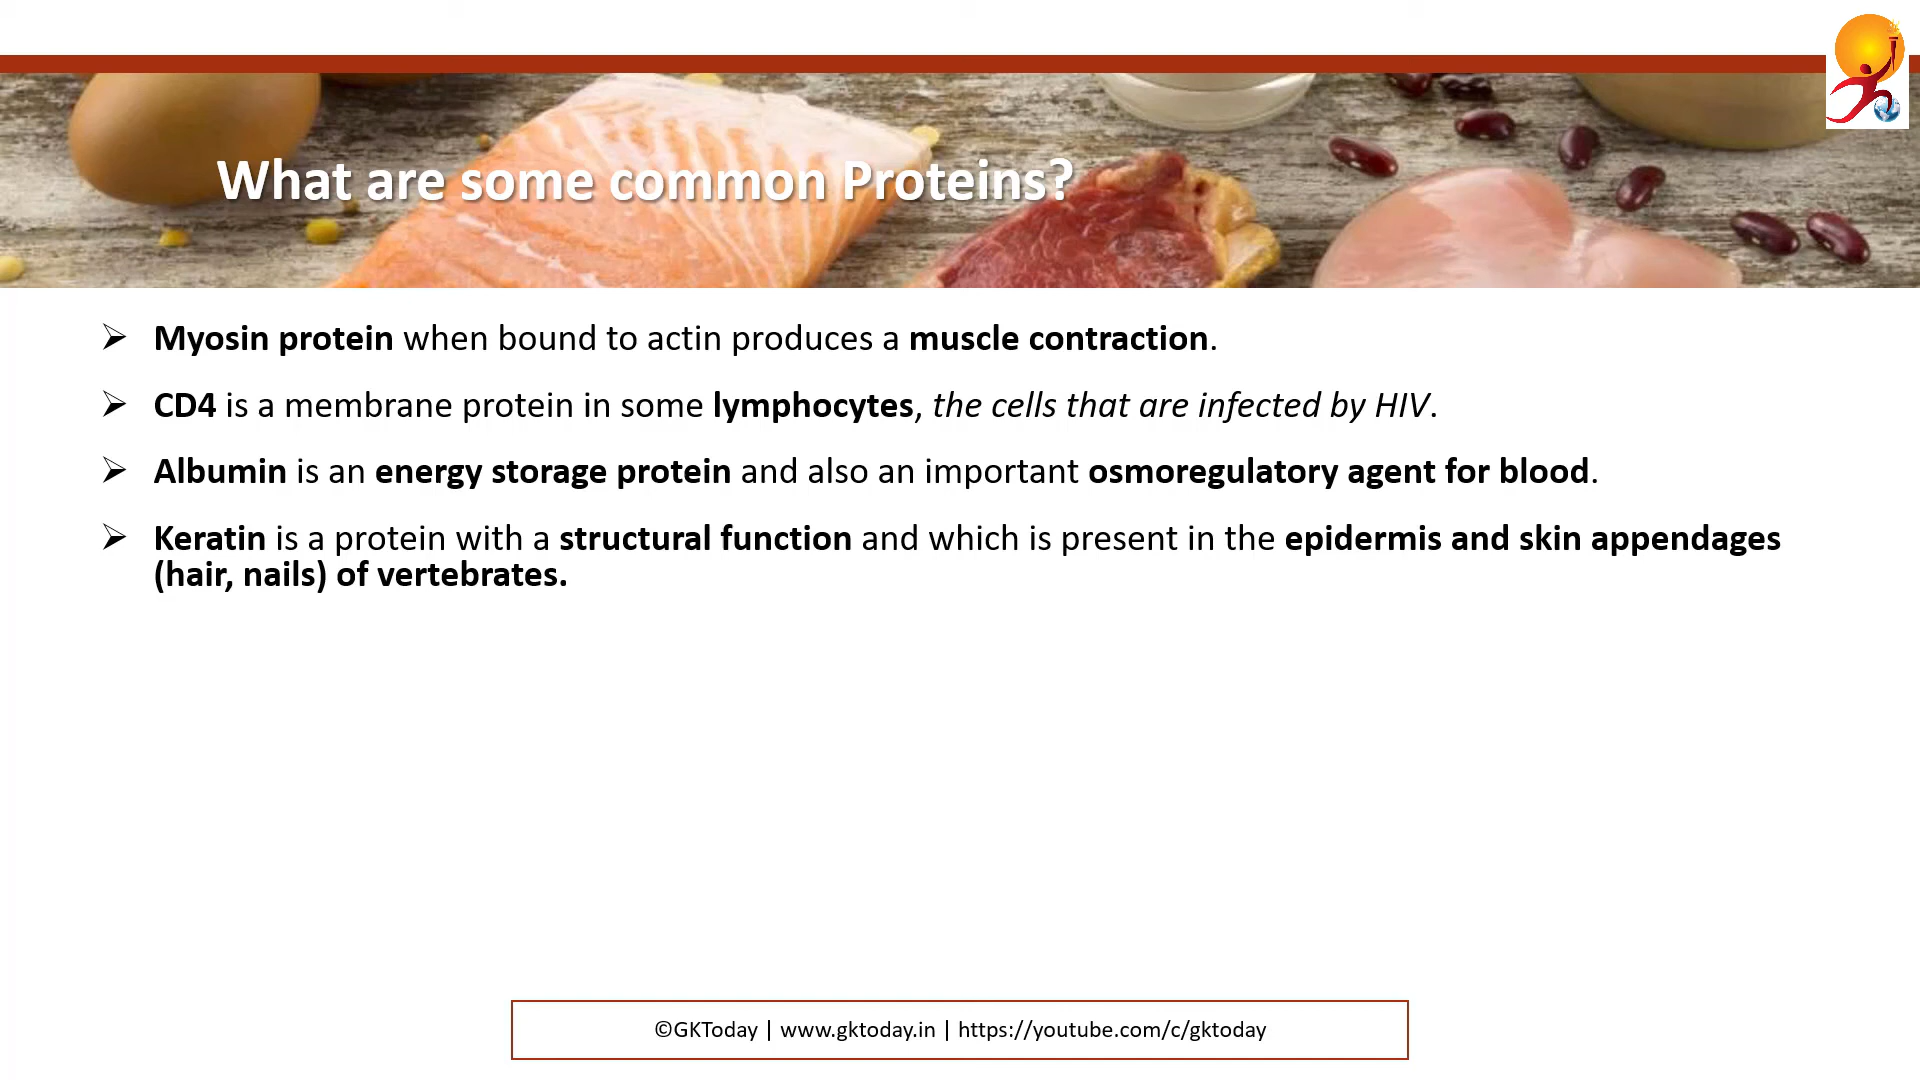 What are some common Proteins?
➢ Myosin protein when bound to actin produces a muscle contraction.
➢ CD4 is a membrane protein in some lymphocytes, the cells that are infected by HIV.
➢ Albumin is an energy storage protein and also an important osmoregulatory agent for blood.
➢ Keratin is a protein with a structural function and which is present in the epidermis and skin appendages
(hair, nails) of vertebrates.
©GKToday | www.gktoday.in | https://youtube.com/c/gktoday